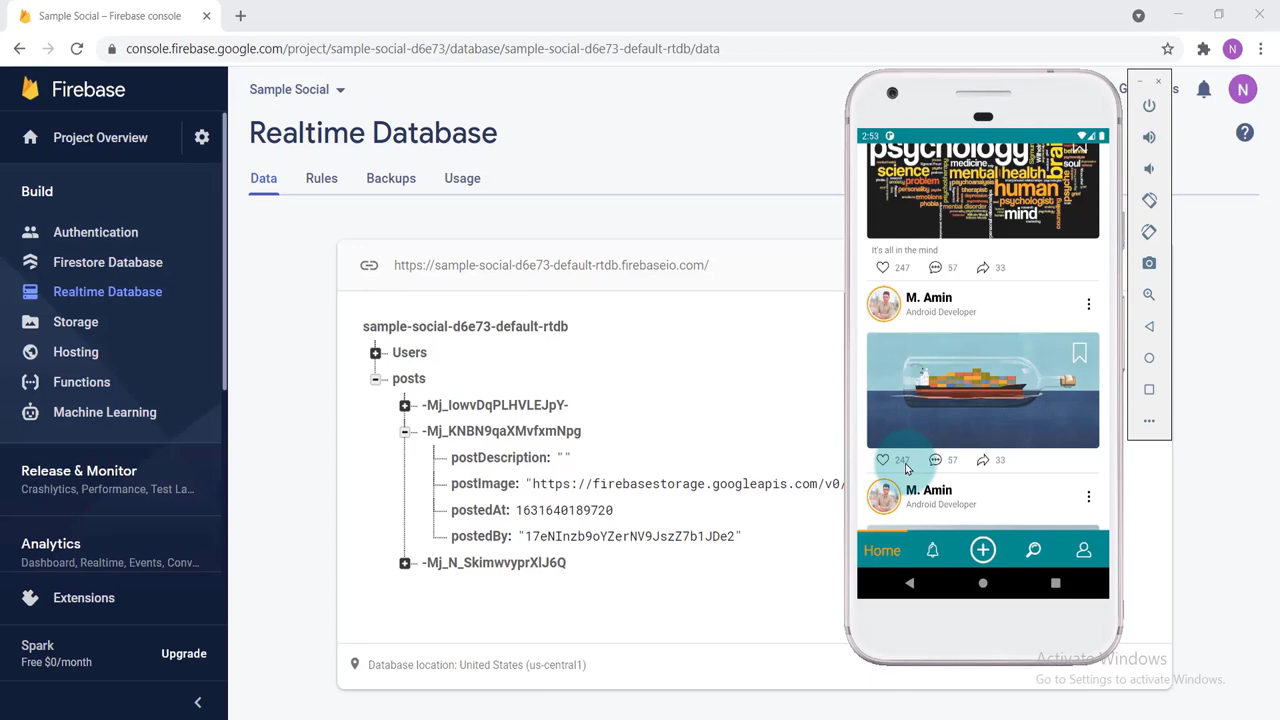 Sample Social – Firebase console
console.firebase.google.com/project/sample-social-d6e73/database/sample-social-d6e73-default-rtdb/data
N
Firebase
Project Overview
Build
Authentication
Firestore Database
Realtime Database
Storage
Hosting
Functions
Machine Learning
Release & Monitor
Crashlytics, Performance, Test La...
Analytics
Dashboard, Realtime, Events, Conv...
Extensions
Spark
Free $0/month
Upgrade
Sample Social
N
Realtime Database
Data
Rules
Backups
Usage
https://sample-social-d6e73-default-rtdb.firebaseio.com/
sample-social-d6e73-default-rtdb
Users
posts
-Mj_IowvDqPLHVLEJpY-
-Mj_KNBN9qaXMvfxmNpg
postDescription: " "
postImage: "https://firebasestorage.googleapis.com/v0/
postedAt: 1631640189720
postedBy: "17eNInzb9oYZerNV9JszZ7b1JDe2"
-Mj_N_SkimwvyprXlJ6Q
Database location: United States (us-central1)
2:53
psychology
science
medicine
mental health
problem
human
psychologist
mind
It's all in the mind
247 57 33
M. Amin
Android Developer
247 57 33
M. Amin
Android Developer
Home
Activate Windows
Go to Settings to activate Windows.